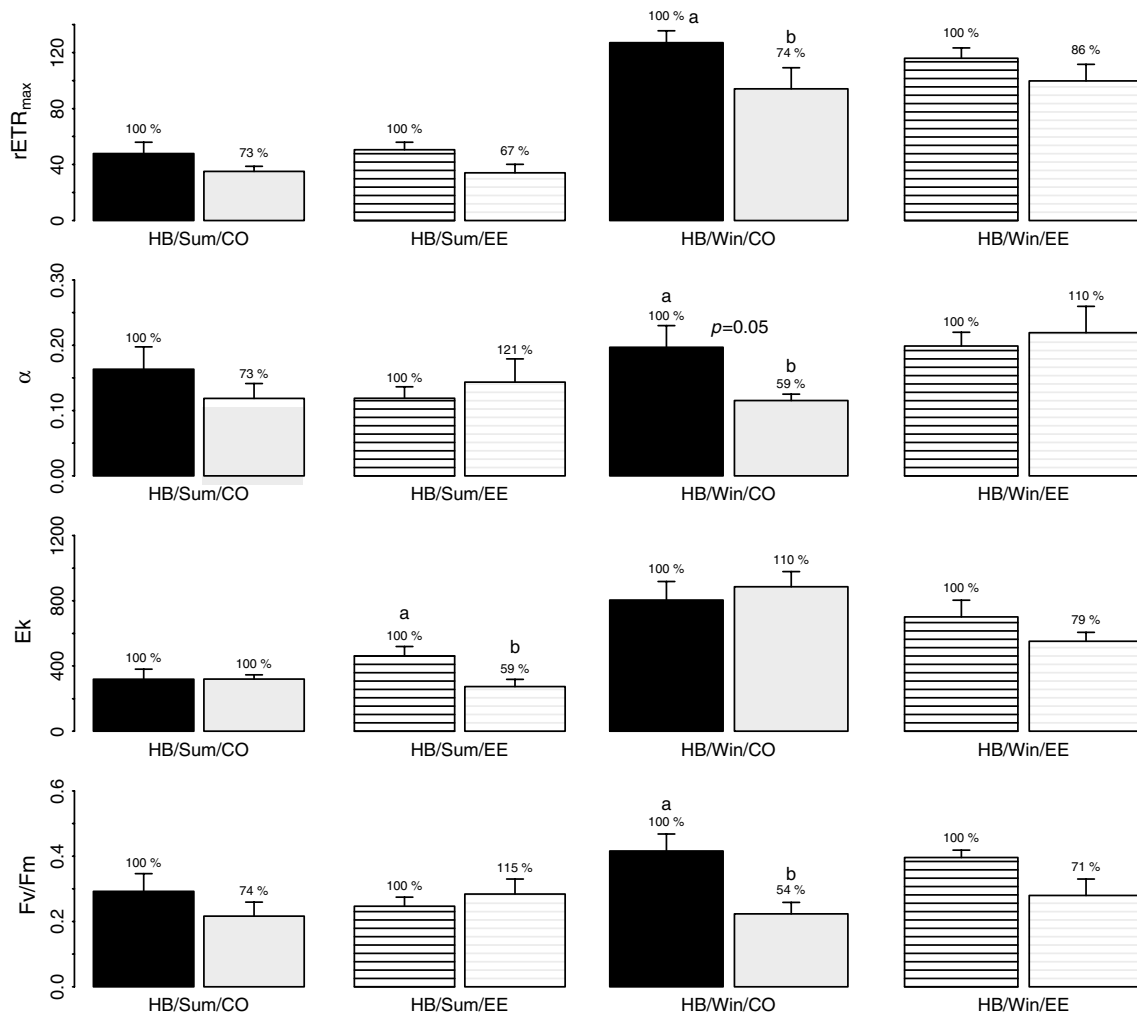 rETRmax
0 40 80 120
100 % 73 % 100 % 67 % 100 % a b 74 % 100 % 86 %
HB/Sum/CO HB/Sum/EE HB/Win/CO HB/Win/EE
α
0.00 0.10 0.20 0.30
100 % 73 % 100 % 121 % a 100 % p=0.05 b 59 % 100 % 110 %
HB/Sum/CO HB/Sum/EE HB/Win/CO HB/Win/EE
Ek
0 400 800 1200
100 % 100 % a 100 % b 59 % 100 % 110 % 100 % 79 %
HB/Sum/CO HB/Sum/EE HB/Win/CO HB/Win/EE
Fv/Fm
0.0 0.2 0.4 0.6
100 % 74 % 100 % 115 % a 100 % b 54 % 100 % 71 %
HB/Sum/CO HB/Sum/EE HB/Win/CO HB/Win/EE